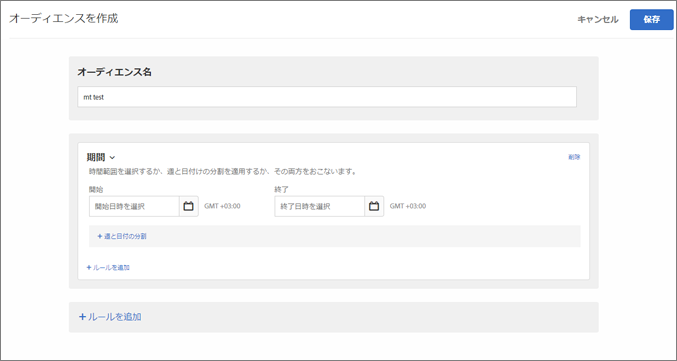 オーディエンスを作成
キャンセル
保存
オーディエンス名
mt test
期間
削除
時間範囲を選択するか、週と日付けの分割を適用するか、その両方をおこないます。
開始
終了
開始日時を選択
GMT +03:00
終了日時を選択
GMT +03:00
+ 週と日付の分割
+ ルールを追加
+ ルールを追加